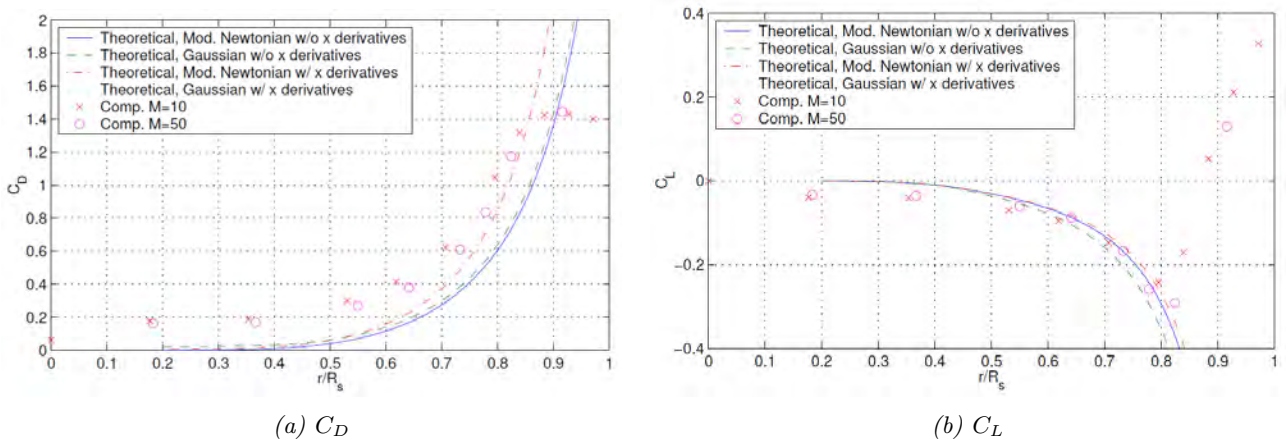 2
1.8
1.6
1.4
1.2
1
0.8
0.6
0.4
0.2
0
C_D
Theoretical, Mod. Newtonian w/o x derivatives
Theoretical, Gaussian w/o x derivatives
Theoretical, Mod. Newtonian w/ x derivatives
Theoretical, Gaussian w/ x derivatives
Comp. M=10
Comp. M=50
0 0.1 0.2 0.3 0.4 0.5 0.6 0.7 0.8 0.9 1
r/R_s
(a) C_D
0.4
0.2
0
−0.2
−0.4
C_L
Theoretical, Mod. Newtonian w/o x derivatives
Theoretical, Gaussian w/o x derivatives
Theoretical, Mod. Newtonian w/ x derivatives
Theoretical, Gaussian w/ x derivatives
Comp. M=10
Comp. M=50
0 0.1 0.2 0.3 0.4 0.5 0.6 0.7 0.8 0.9 1
r/R_s
(b) C_L